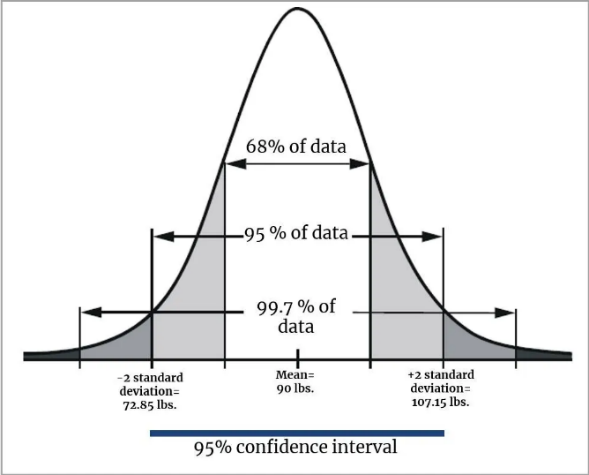 68% of data
95 % of data
99.7 % of
data
-2 standard
deviation=
72.85 lbs.
Mean=
90 lbs.
+2 standard
deviation=
107.15 lbs.
95% confidence interval